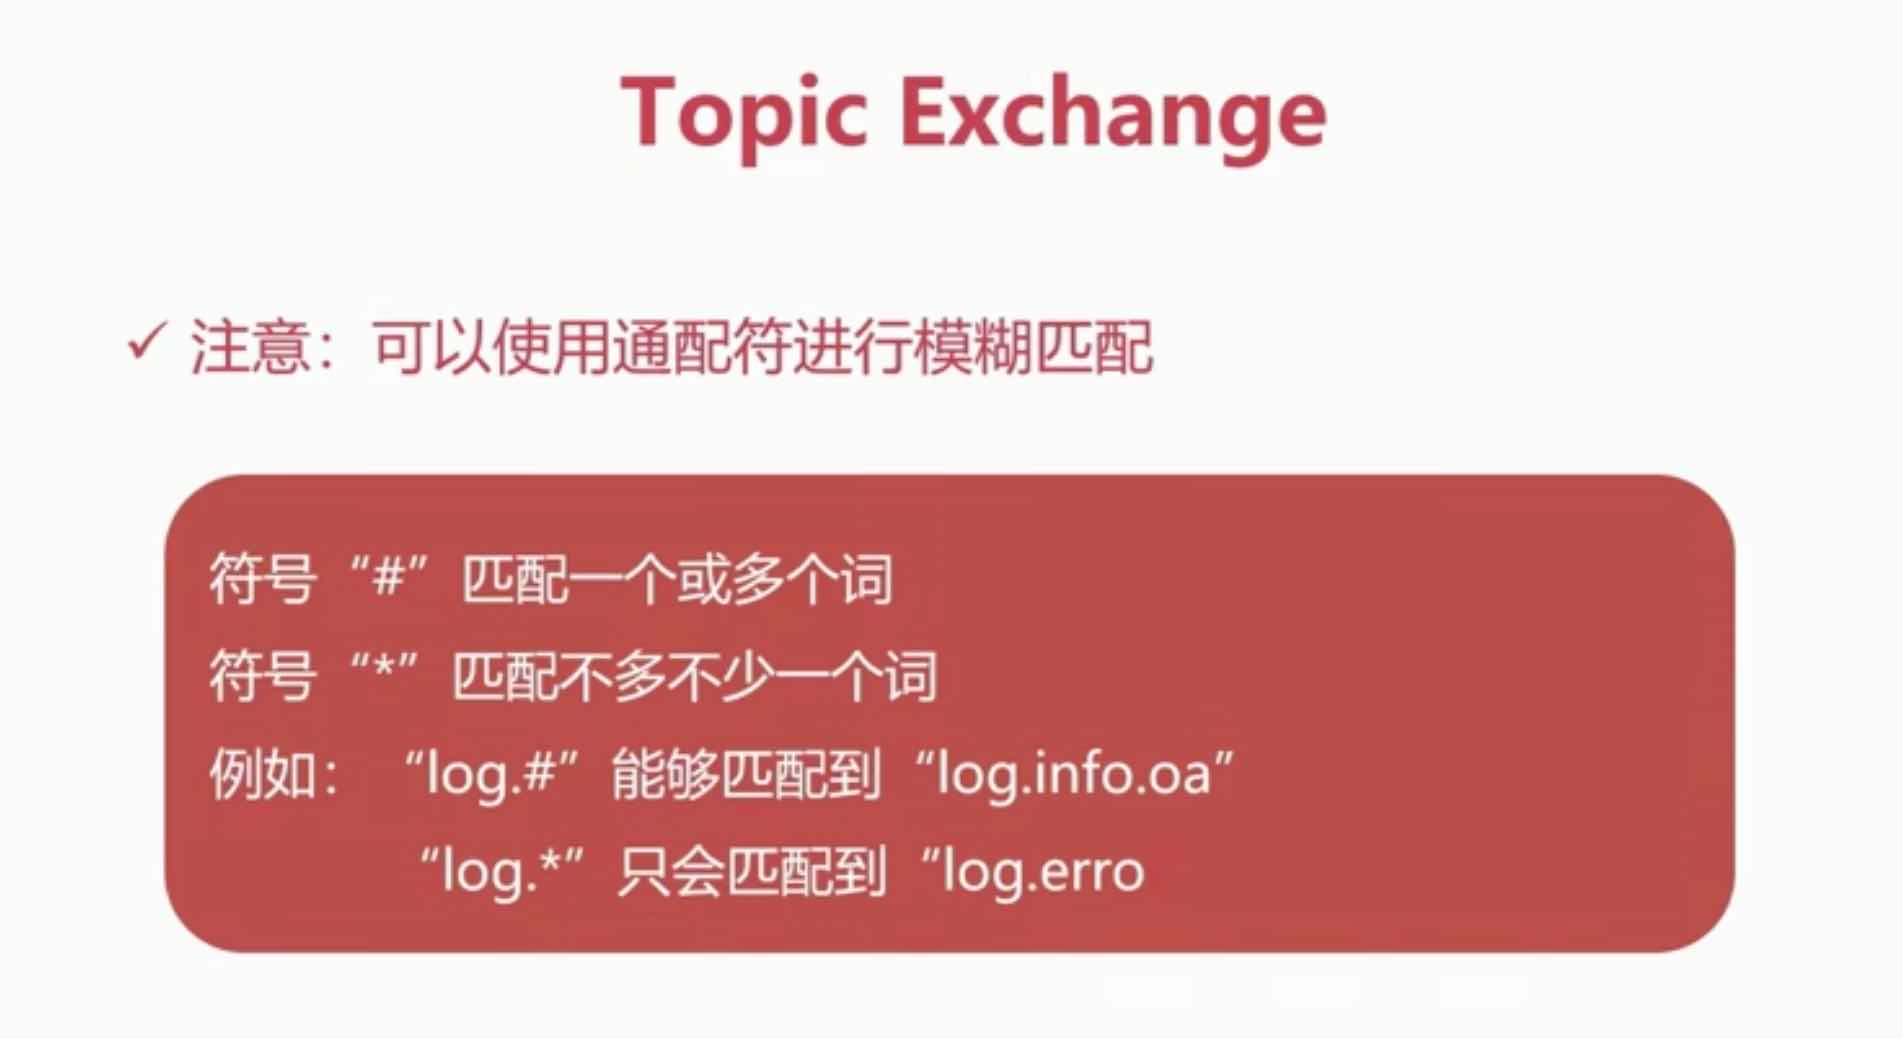 Topic Exchange
✓ 注意：可以使用通配符进行模糊匹配
符号“#”匹配一个或多个词
符号“*”匹配不多不少一个词
例如：“log.#”能够匹配到“log.info.oa”
“log.*”只会匹配到“log.erro